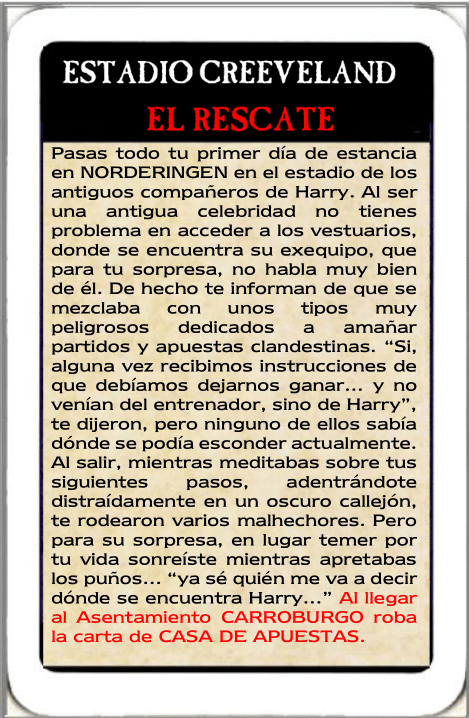 ESTADIO CREEVELAND
EL RESCATE
Pasas todo tu primer día de estancia
en NORDERINGEN en el estadio de los
antiguos compañeros de Harry. Al ser
una antigua celebridad no tienes
problema en acceder a los vestuarios,
donde se encuentra su exequipo, que
para tu sorpresa, no habla muy bien
de él. De hecho te informan de que se
mezclaba con unos tipos muy
peligrosos dedicados a amañar
partidos y apuestas clandestinas. “Si,
alguna vez recibimos instrucciones de
que debíamos dejarnos ganar... y no
venían del entrenador, sino de Harry”,
te dijeron, pero ninguno de ellos sabía
dónde se podía esconder actualmente.
Al salir, mientras meditabas sobre tus
siguientes pasos, adentrándote
distraídamente en un oscuro callejón,
te rodearon varios malhechores. Pero
para su sorpresa, en lugar temer por
tu vida sonreíste mientras apretabas
los puños... “ya sé quién me va a decir
dónde se encuentra Harry...” Al llegar
al Asentamiento CARROBURGO roba
la carta de CASA DE APUESTAS.